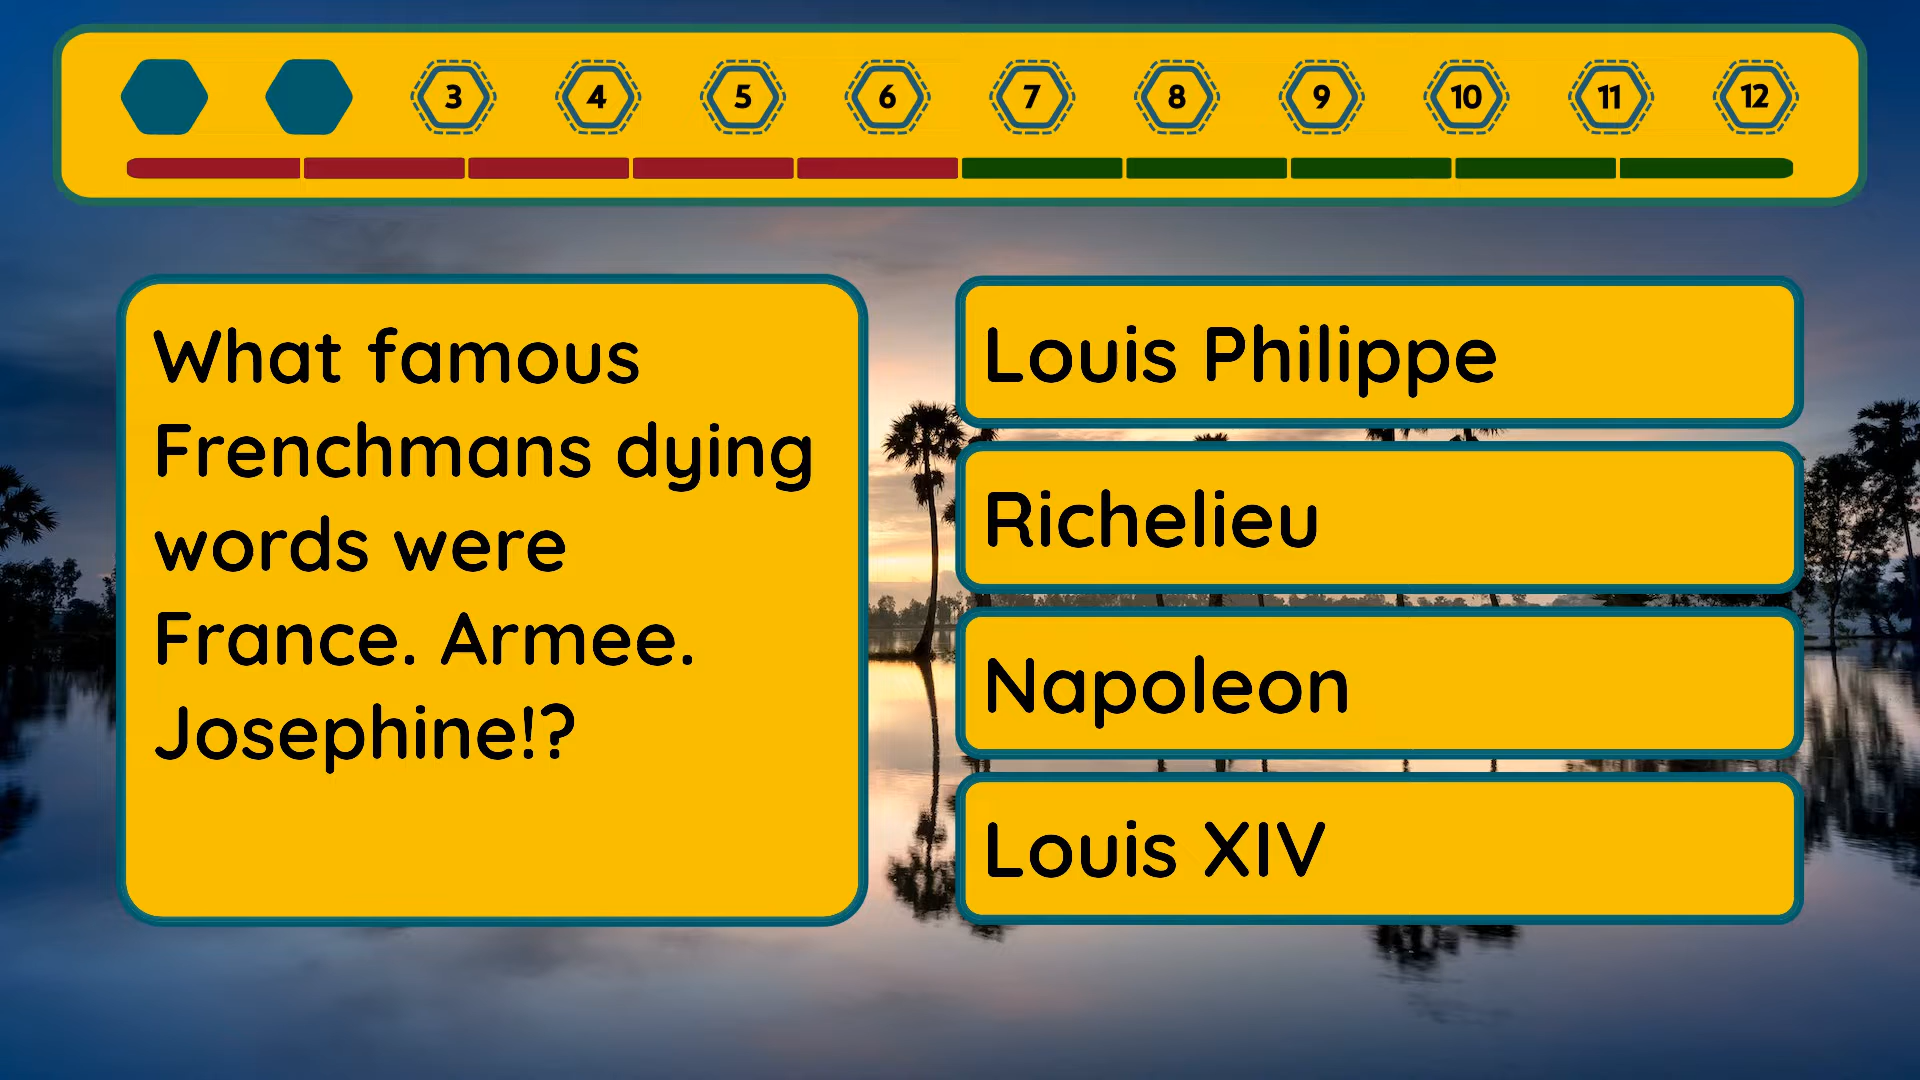 3 4 5 6 7 8 9 10 11 12
What famous
Frenchmans dying
words were
France. Armee.
Josephine!?
Louis Philippe
Richelieu
Napoleon
Louis XIV